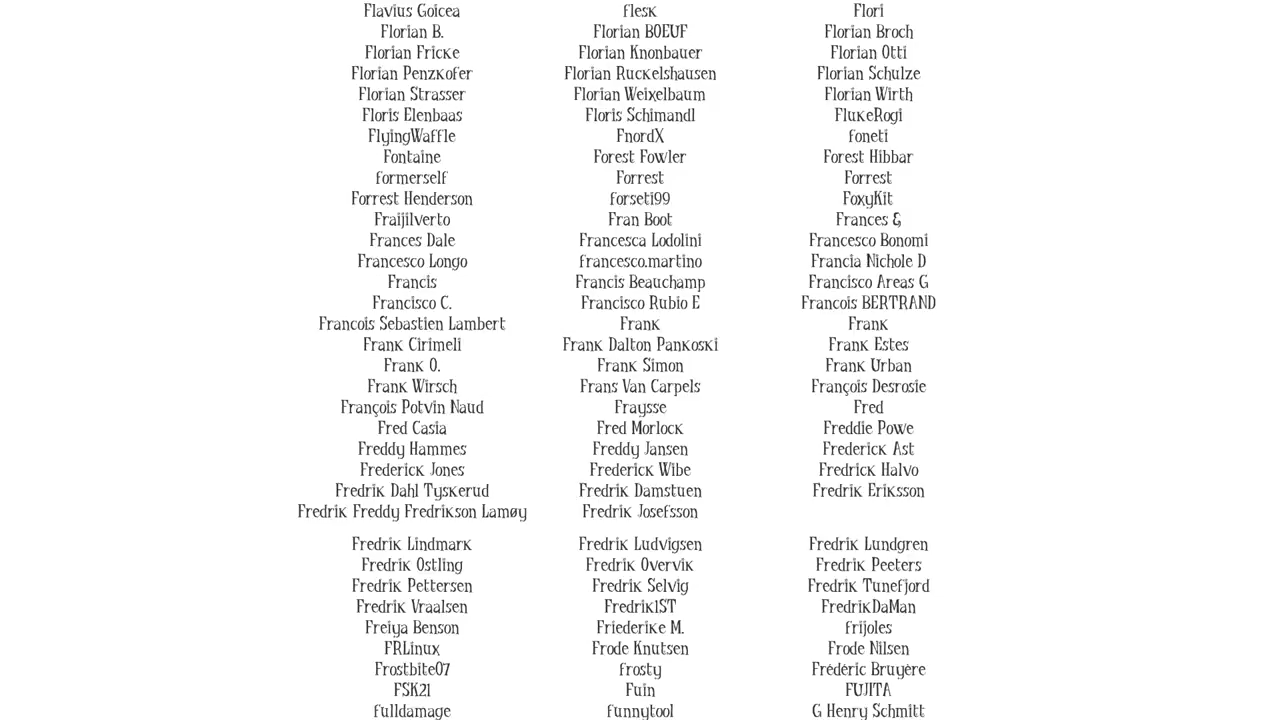 Flavius Goicea flesk Flori
Florian B. Florian BOEUF Florian Broch
Florian Fricke Florian Knonbauer Florian Otti
Florian Penzkofer Florian Ruckelshausen Florian Schulze
Florian Strasser Florian Weixelbaum Florian Wirth
Floris Elenbaas Floris Schimandl FlukeRogi
FlyingWaffle FnordX foneti
Fontaine Forest Fowler Forest Hibbar
formerself Forrest Forrest
Forrest Henderson forseti99 FoxyKit
Fraijilverto Fran Boot Frances &
Frances Dale Francesca Lodolini Francesco Bonomi
Francesco Longo francesco.martino Francia Nichole D
Francis Francis Beauchamp Francisco Areas G
Francisco C. Francisco Rubio E Francois BERTRAND
Francois Sebastien Lambert Frank Frank
Frank Cirimeli Frank Dalton Pankoski Frank Estes
Frank O. Frank Simon Frank Urban
Frank Wirsch Frans Van Carpels François Desrosie
François Potvin Naud Fraysse Fred
Fred Casia Fred Morlock Freddie Powe
Freddy Hammes Freddy Jansen Frederick Ast
Frederick Jones Frederick Wibe Fredrick Halvo
Fredrik Dahl Tyskerud Fredrik Damstuen Fredrik Eriksson
Fredrik Freddy Fredrikson Lamøy Fredrik Josefsson
Fredrik Lindmark Fredrik Ludvigsen Fredrik Lundgren
Fredrik Ostling Fredrik Overvik Fredrik Peeters
Fredrik Pettersen Fredrik Selvig Fredrik Tunefjord
Fredrik Vraalsen Fredrik1ST FredrikDaMan
Freiya Benson Friederike M. frijoles
FRLinux Frode Knutsen Frode Nilsen
Frostbite07 frosty Frédéric Bruyère
FSK21 Fuin FUJITA
fulldamage funnytool G Henry Schmitt